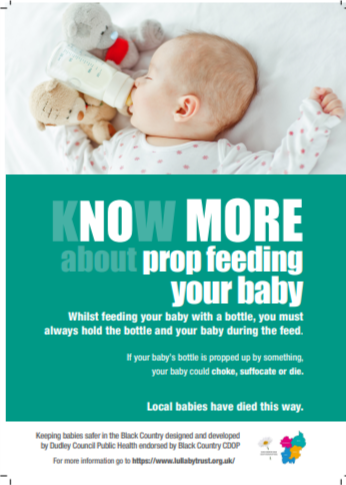 KNOW MORE
about prop feeding
your baby
Whilst feeding your baby with a bottle, you must
always hold the bottle and your baby during the feed.
If your baby's bottle is propped up by something,
your baby could choke, suffocate or die.
Local babies have died this way.
Keeping babies safer in the Black Country designed and developed
by Dudley Council Public Health endorsed by Black Country CDOP
For more information go to https://www.lullabytrust.org.uk/